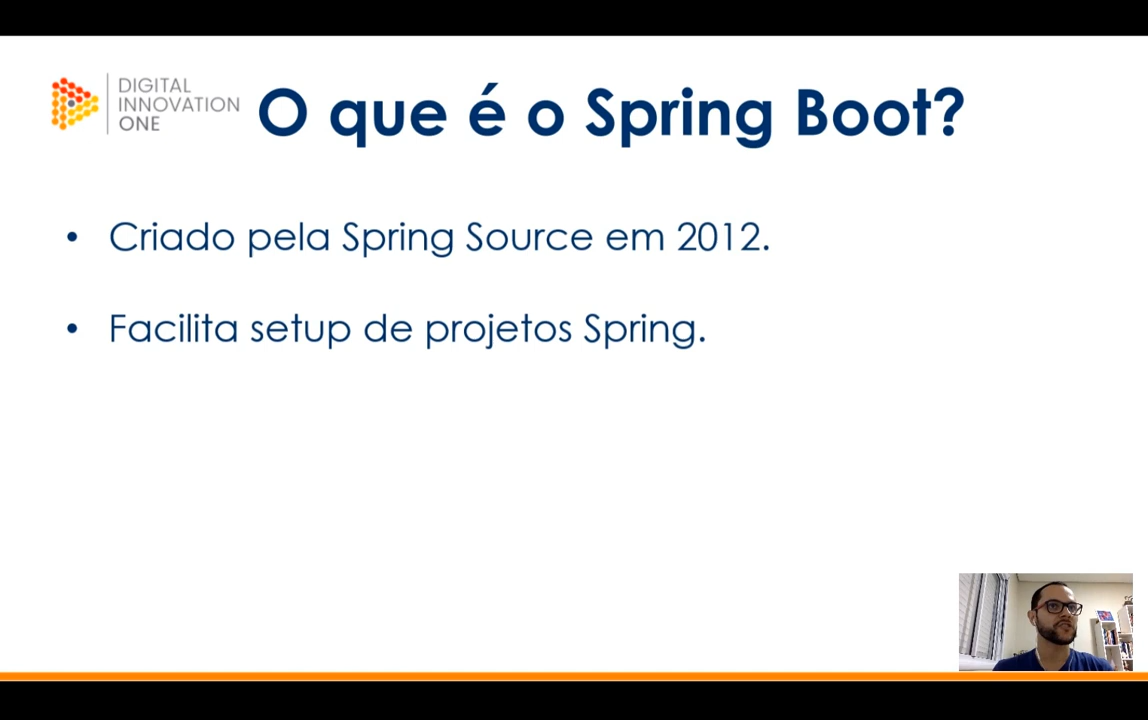 DIGITAL
INNOVATION
ONE
O que é o Spring Boot?
• Criado pela Spring Source em 2012.
• Facilita setup de projetos Spring.